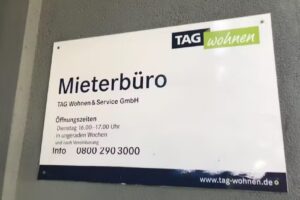 TAG wohnen
Mieterbüro
TAG Wohnen & Service GmbH
Öffnungszeiten
Dienstag 16.00-17.00 Uhr
in ungeraden Wochen
und nach Vereinbarung
Info 0800 290 3000
www.tag-wohnen.de